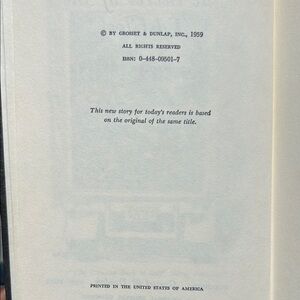 © BY GROSSET & DUNLAP, INC., 1959
ALL RIGHTS RESERVED
ISBN: 0-448-09501-7
This new story for today's readers is based
on the original of the same title.
PRINTED IN THE UNITED STATES OF AMERICA